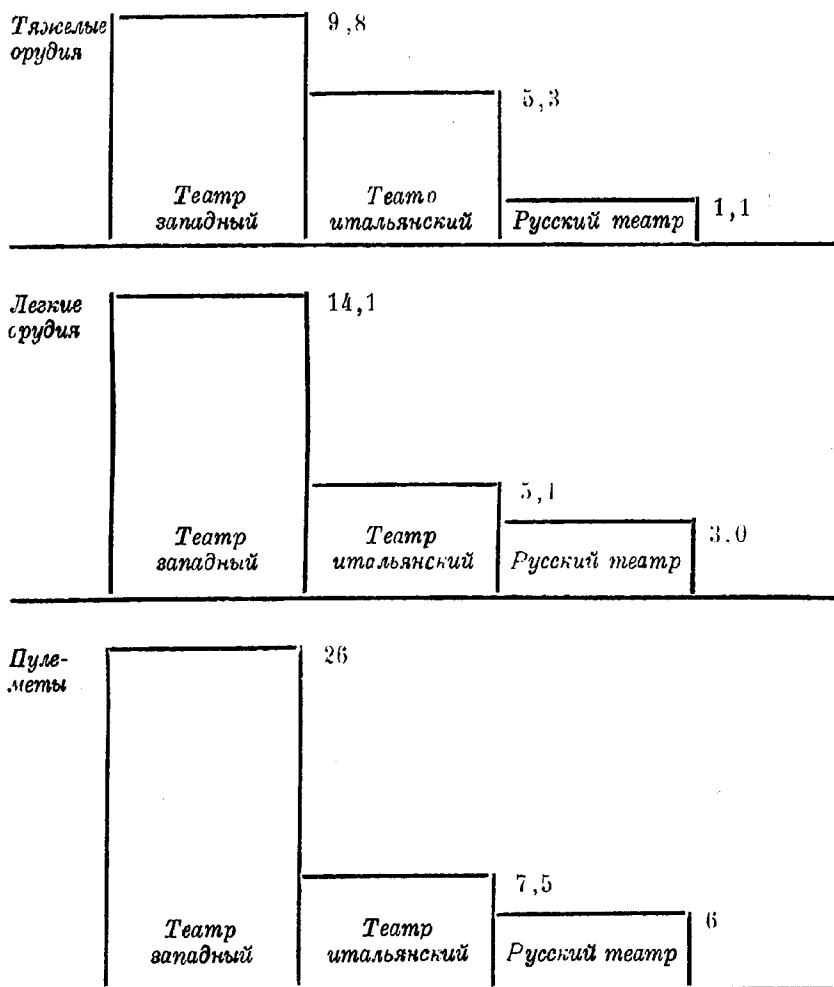 Тяжелые
орудия
9,8
5,3
1,1
Театр
западный
Теато
итальянский
Русский театр
Легкие
орудия
14,1
5,1
3.0
Театр
западный
Театр
итальянский
Русский театр
Пуле-
меты
26
7,5
6
Театр
западный
Театр
итальянский
Русский театр